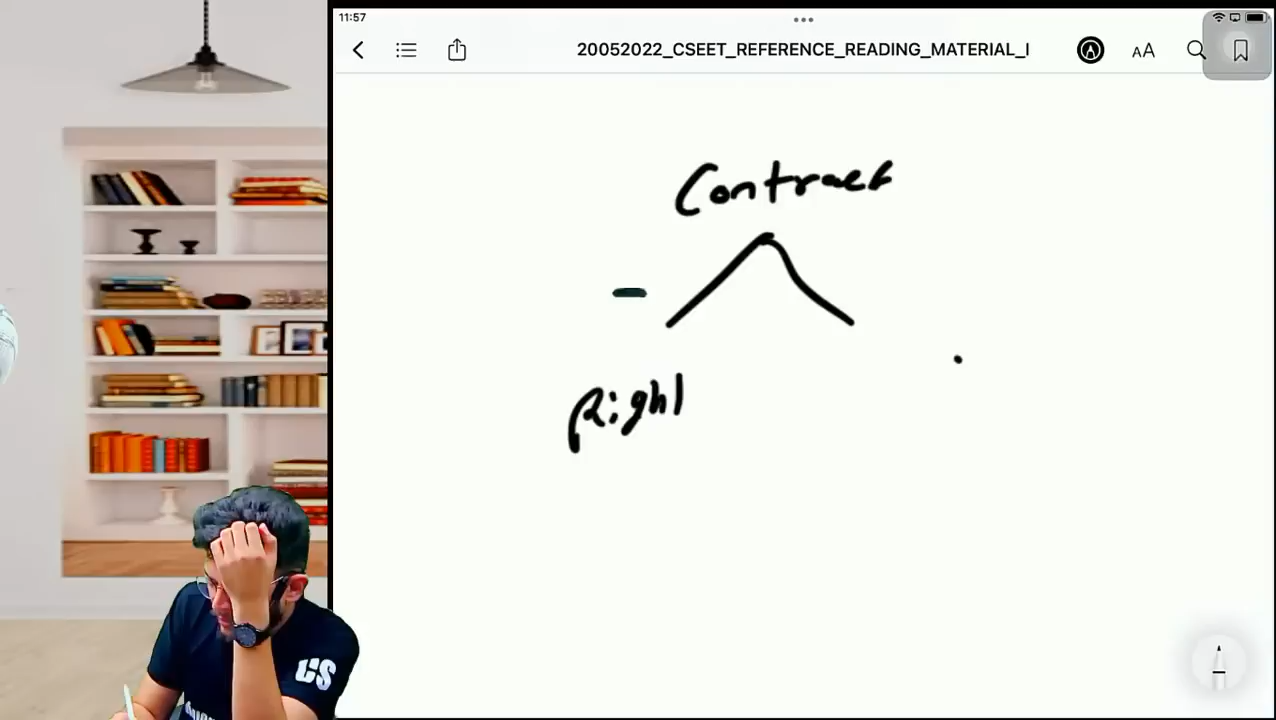 11:57
20052022_CSEET_REFERENCE_READING_MATERIAL_I
AA
Contract
Right
CS